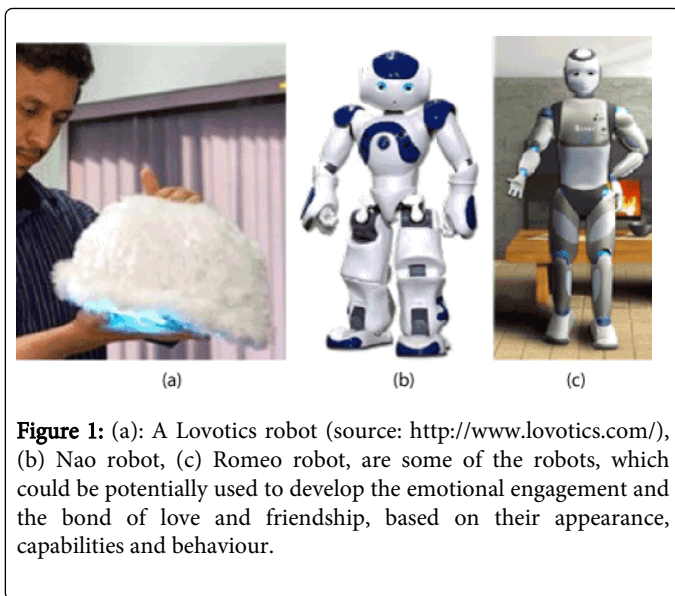 (a) (b) (c)
Figure 1: (a): A Lovotics robot (source: http://www.lovotics.com/),
(b) Nao robot, (c) Romeo robot, are some of the robots, which
could be potentially used to develop the emotional engagement and
the bond of love and friendship, based on their appearance,
capabilities and behaviour.